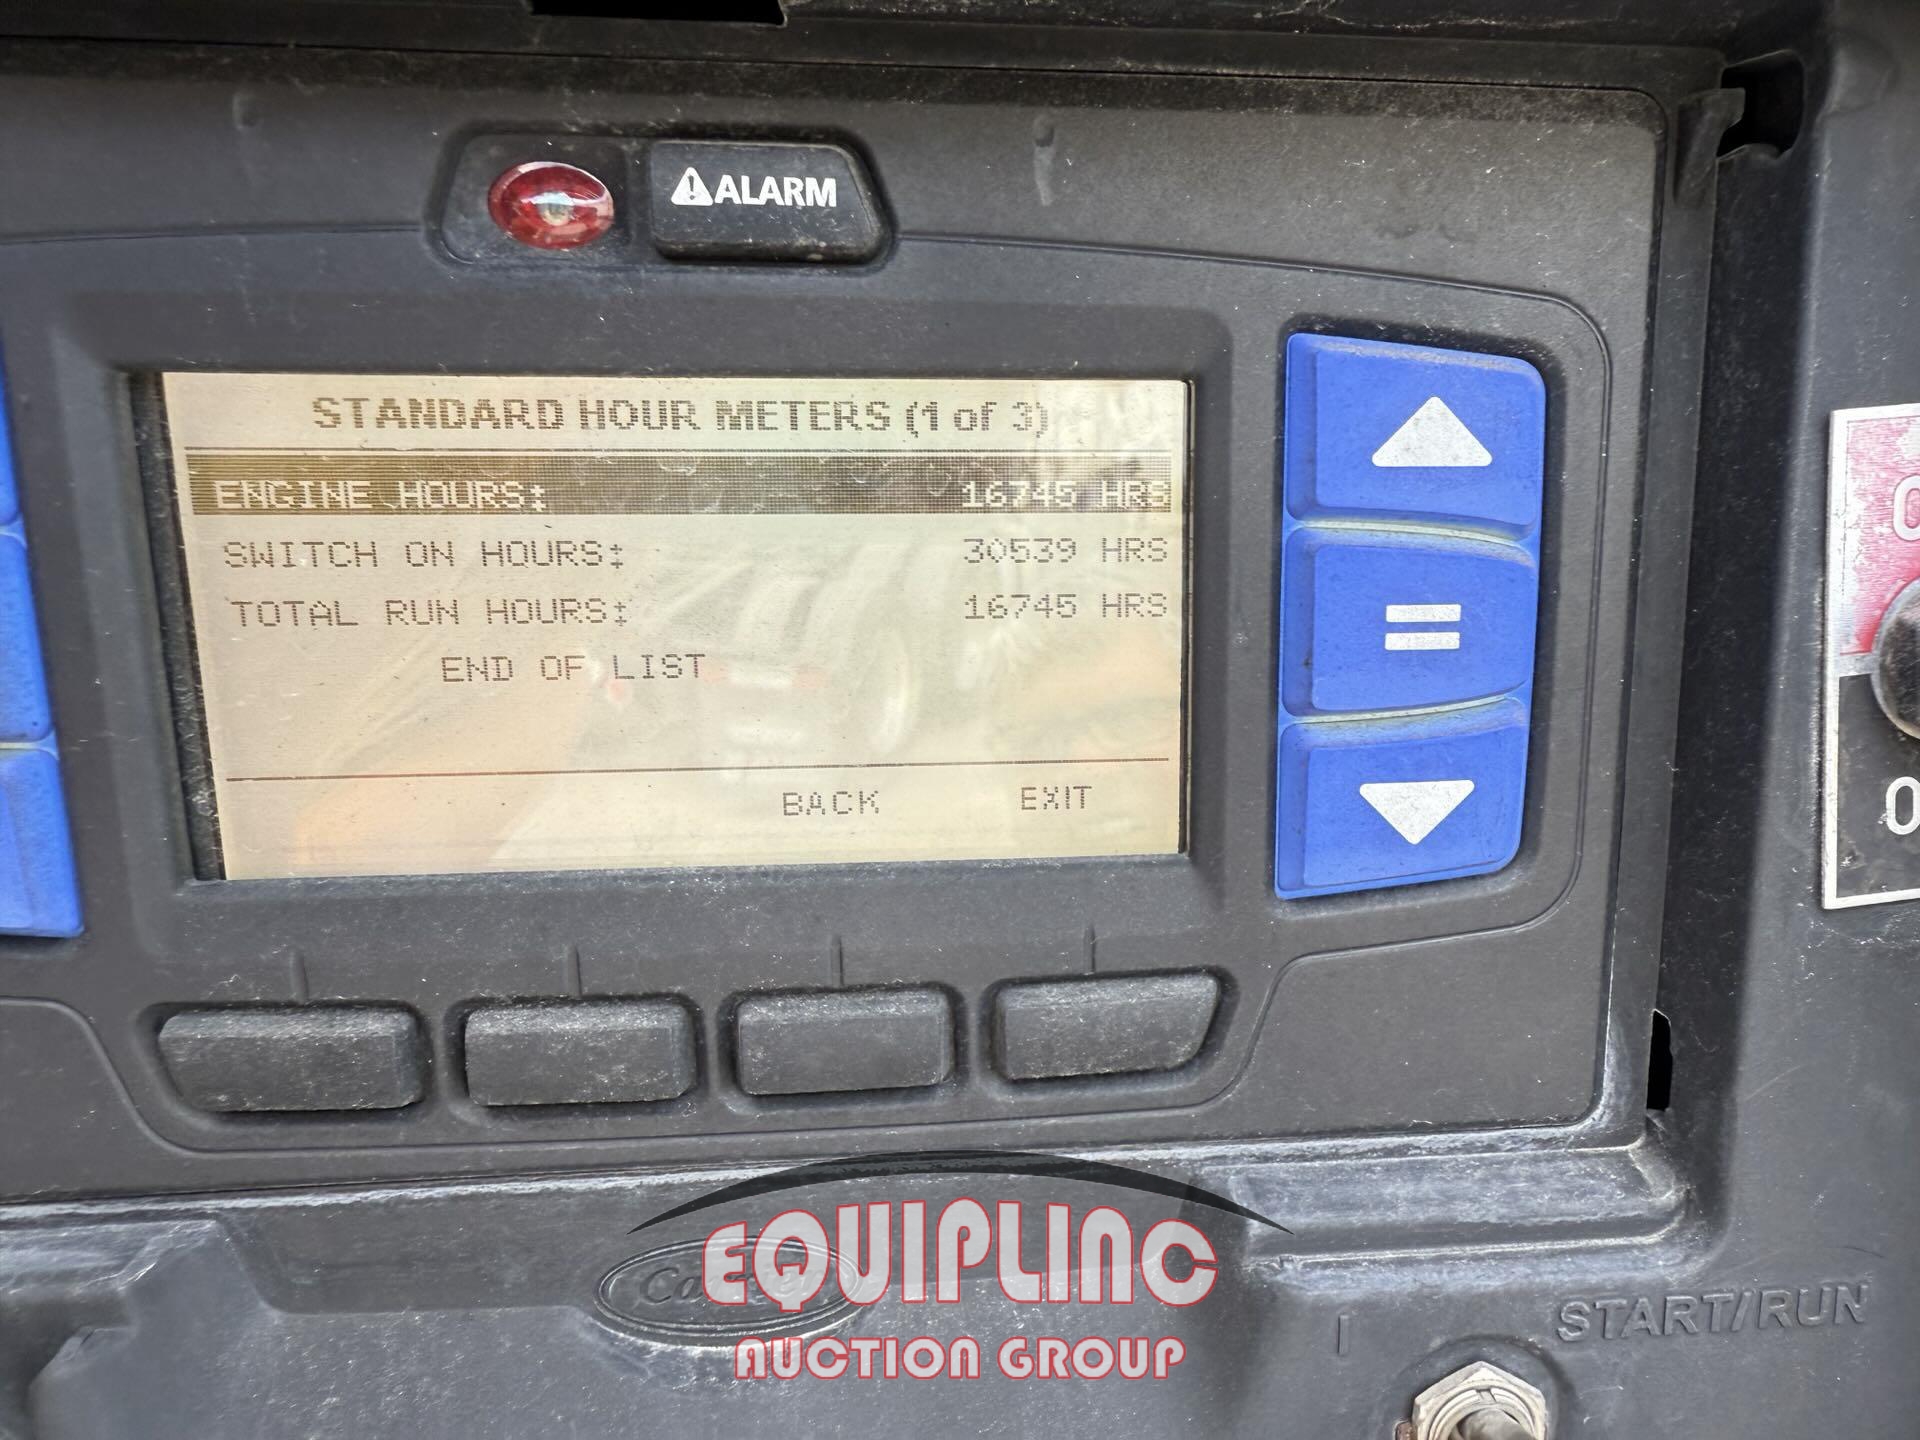 ALARM
STANDARD HOUR METERS (1 of 3)
ENGINE HOURS: 16745 HRS
SWITCH ON HOURS: 30539 HRS
TOTAL RUN HOURS: 16745 HRS
END OF LIST
BACK EXIT
EQUIPLINC
AUCTION GROUP
Carrier
I START/RUN